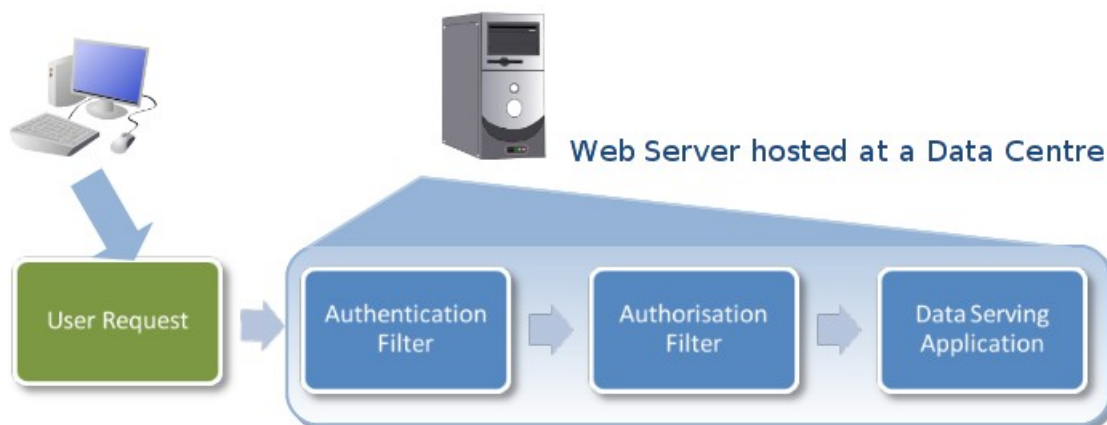 Web Server hosted at a Data Centre
User Request
Authentication
Filter
Authorisation
Filter
Data Serving
Application